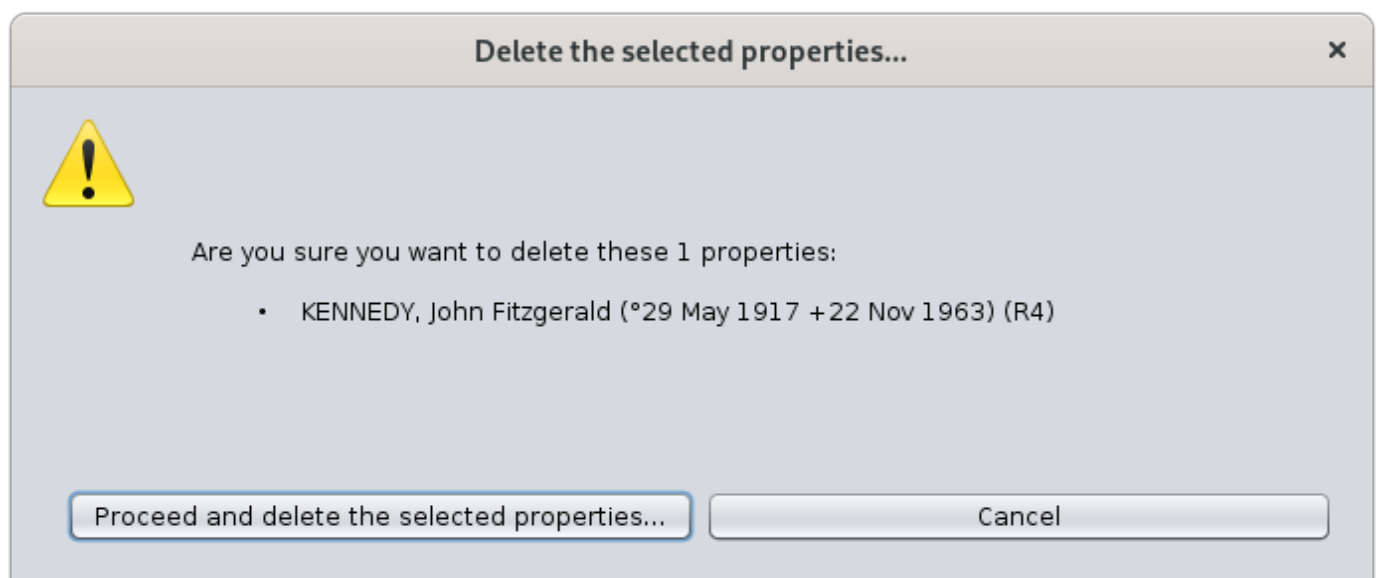 Delete the selected properties...
Are you sure you want to delete these 1 properties:
• KENNEDY, John Fitzgerald (°29 May 1917 +22 Nov 1963) (R4)
Proceed and delete the selected properties...
Cancel